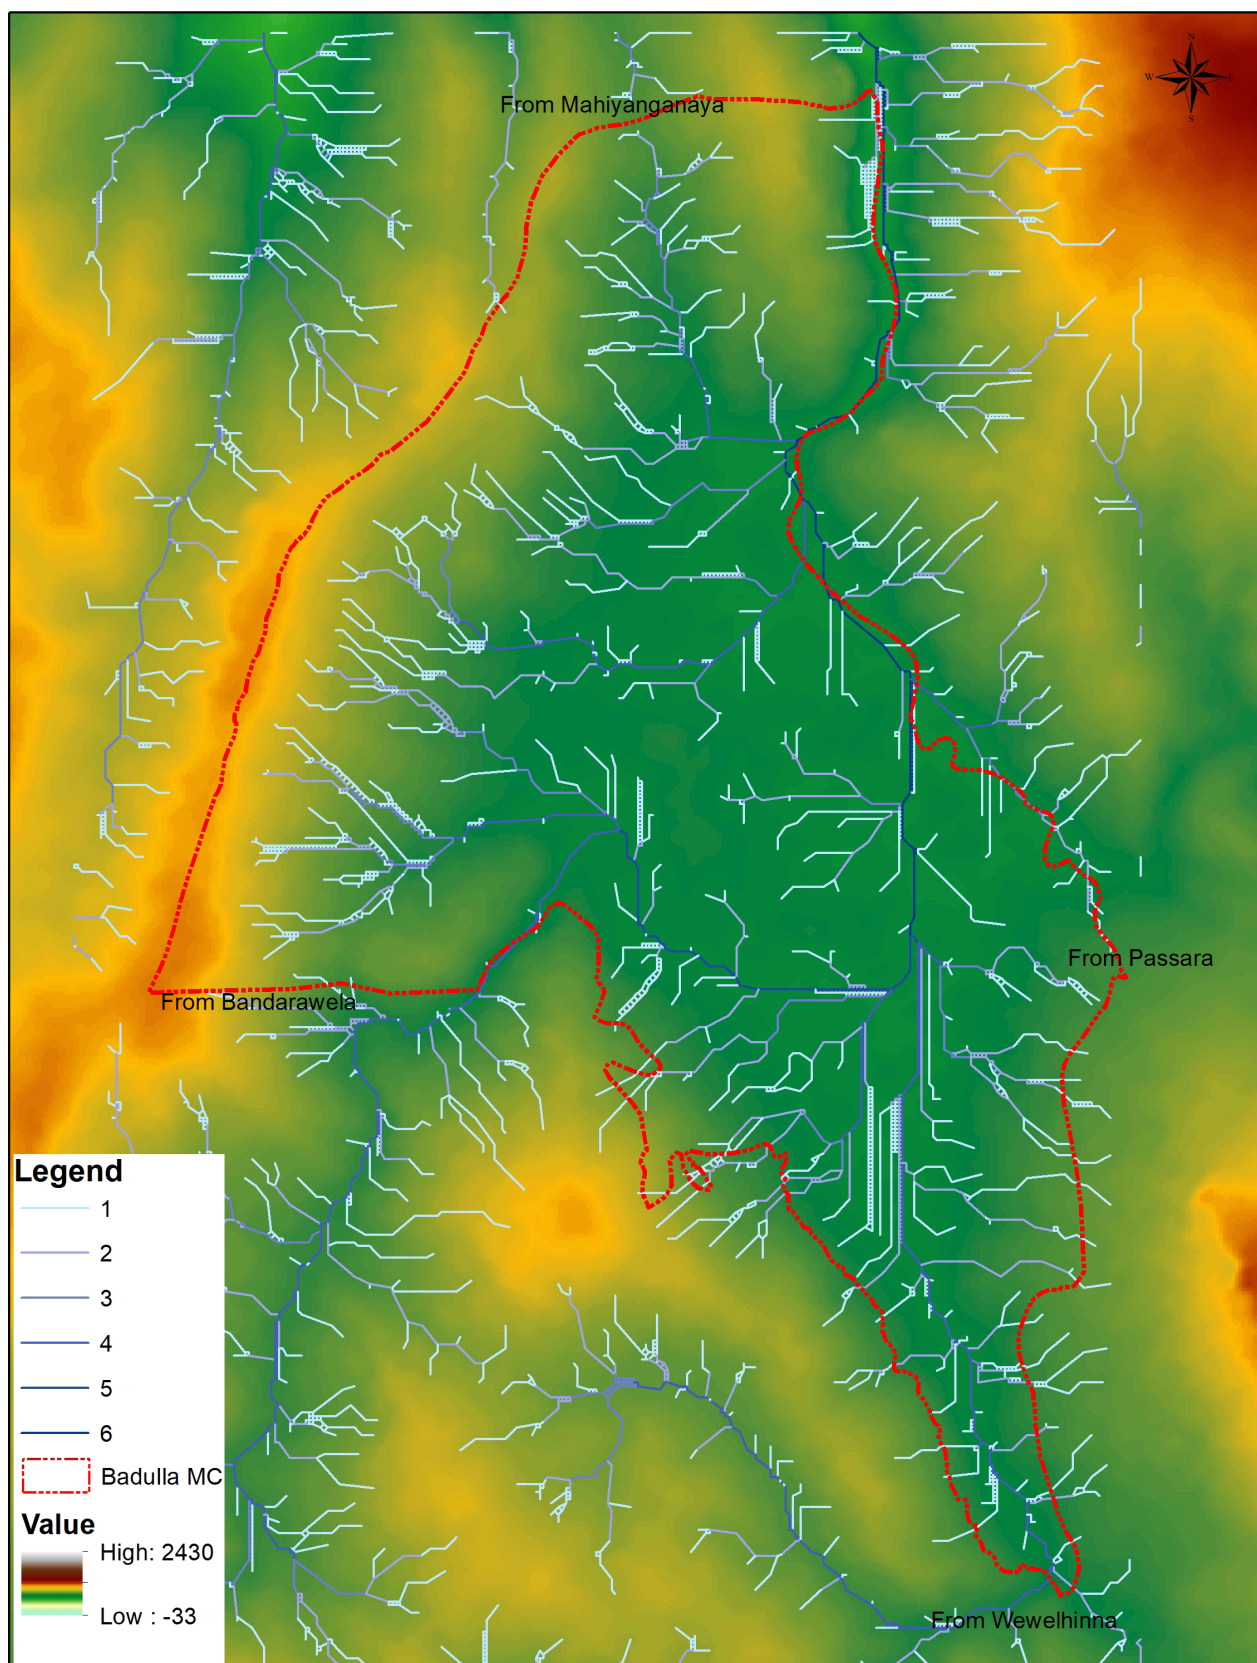 N
W E
S
From Mahiyanganaya
From Passara
From Bandarawela
Legend
1
2
3
4
5
6
Badulla MC
Value
High: 2430
Low : -33
From Wewelhinna